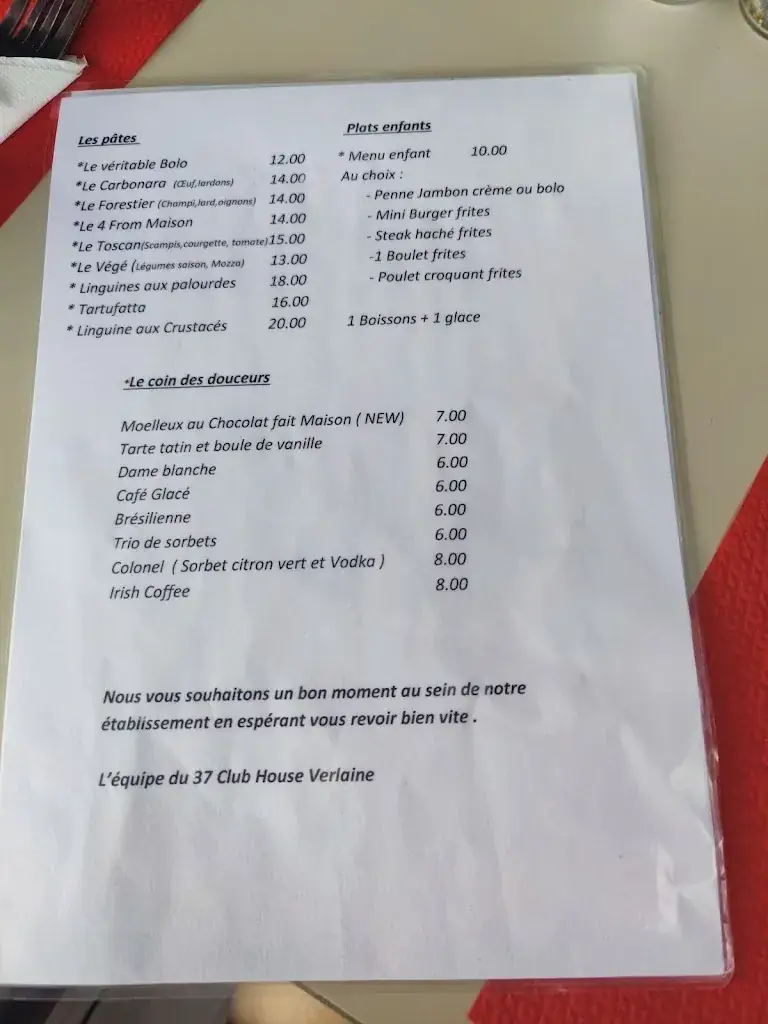 Les pâtes
*Le véritable Bolo 12.00
*Le Carbonara (Œuf,lardons) 14.00
*Le Forestier (Champi,lard,oignons) 14.00
*Le 4 From Maison 14.00
*Le Toscan(Scampis,courgette, tomate) 15.00
*Le Végé (Légumes saison, Mozza) 13.00
* Linguines aux palourdes 18.00
* Tartufatta 16.00
* Linguine aux Crustacés 20.00
Plats enfants
* Menu enfant 10.00
Au choix :
- Penne Jambon crème ou bolo
- Mini Burger frites
- Steak haché frites
-1 Boulet frites
- Poulet croquant frites
1 Boissons + 1 glace
*Le coin des douceurs
Moelleux au Chocolat fait Maison ( NEW) 7.00
Tarte tatin et boule de vanille 7.00
Dame blanche 6.00
Café Glacé 6.00
Brésilienne 6.00
Trio de sorbets 6.00
Colonel ( Sorbet citron vert et Vodka ) 8.00
Irish Coffee 8.00
Nous vous souhaitons un bon moment au sein de notre
établissement en espérant vous revoir bien vite .
L'équipe du 37 Club House Verlaine